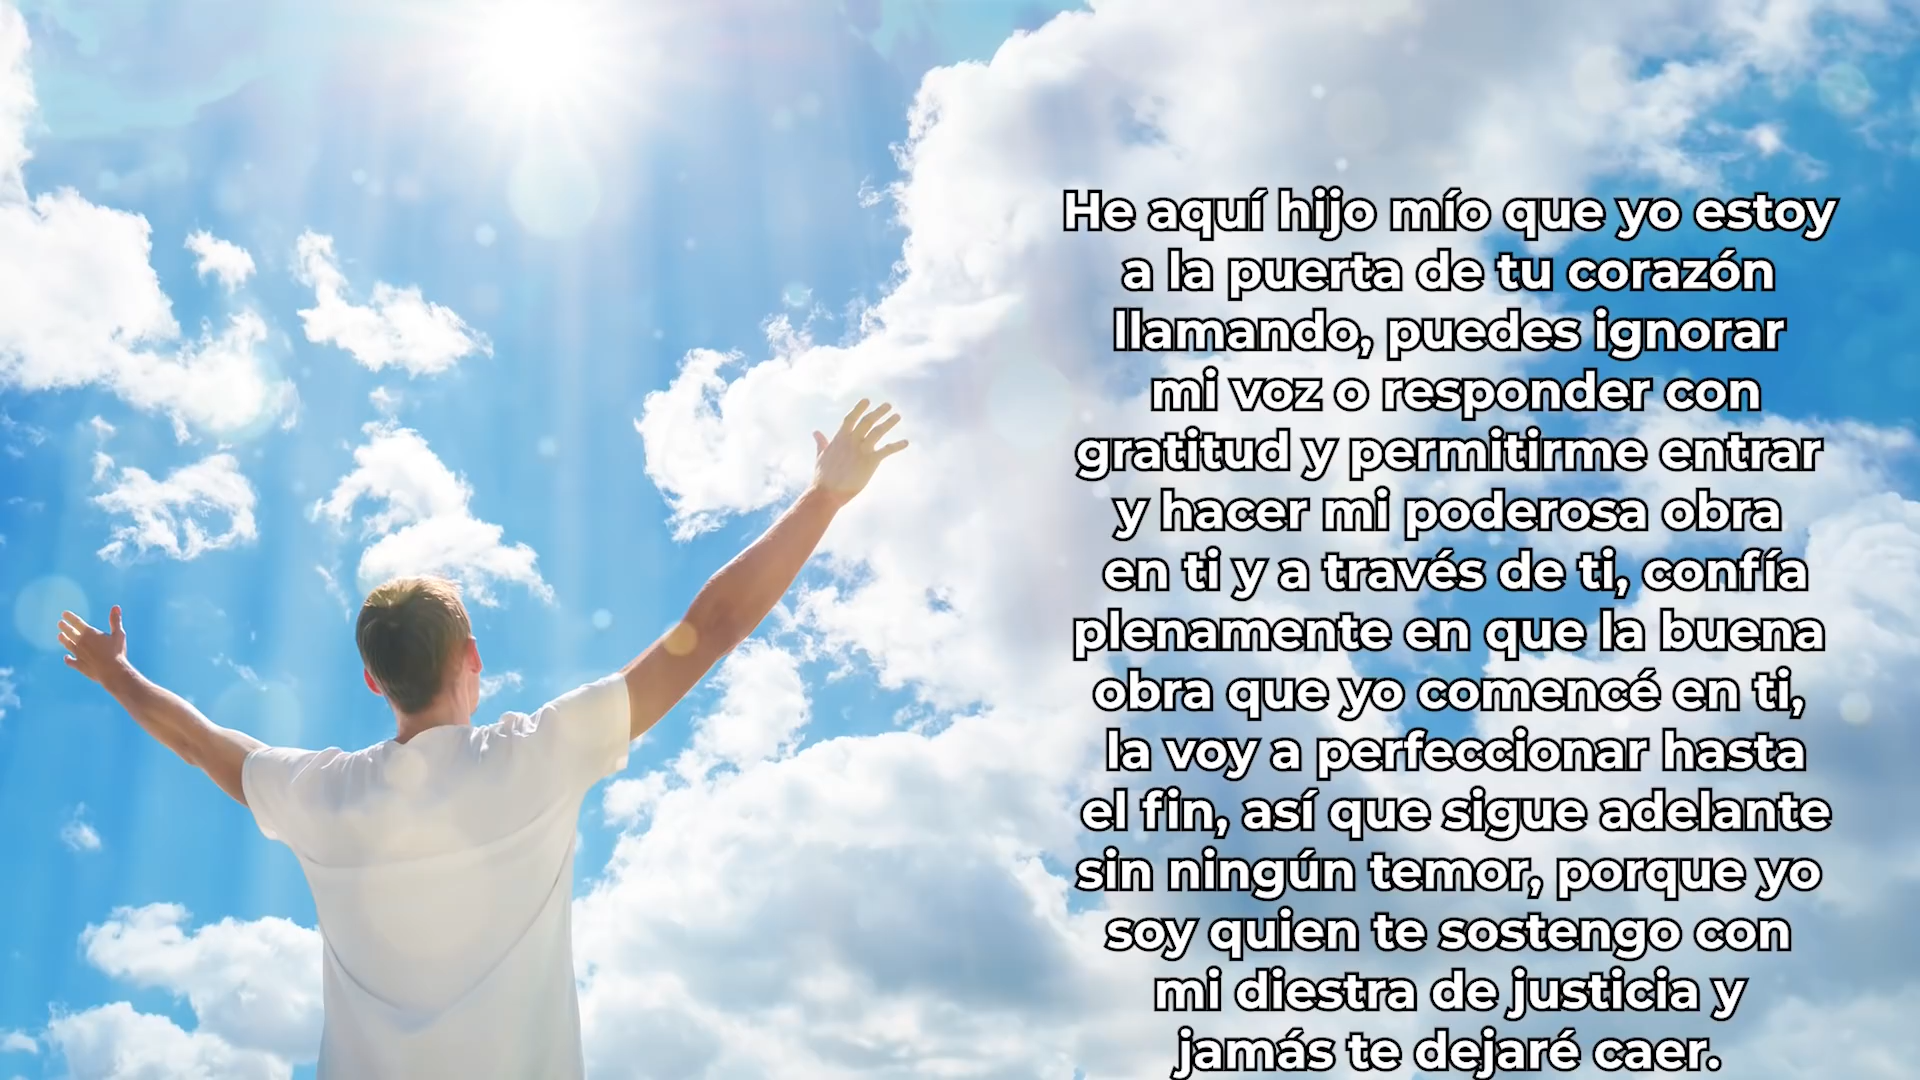 He aquí hijo mío que yo estoy
a la puerta de tu corazón
llamando, puedes ignorar
mi voz o responder con
gratitud y permitirme entrar
y hacer mi poderosa obra
en ti y a través de ti, confía
plenamente en que la buena
obra que yo comencé en ti,
la voy a perfeccionar hasta
el fin, así que sigue adelante
sin ningún temor, porque yo
soy quien te sostengo con
mi diestra de justicia y
jamás te dejaré caer.